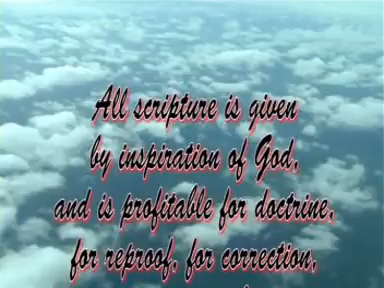 All scripture is given
by inspiration of God,
and is profitable for doctrine,
for reproof, for correction,